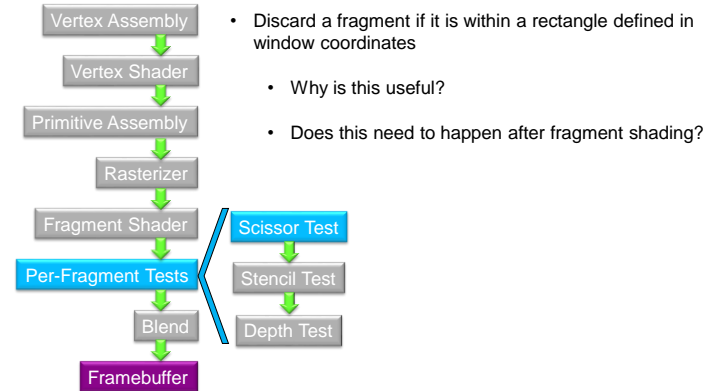 Vertex Assembly
Vertex Shader
Primitive Assembly
Rasterizer
Fragment Shader
Per-Fragment Tests
Blend
Framebuffer
Scissor Test
Stencil Test
Depth Test
• Discard a fragment if it is within a rectangle defined in
window coordinates
• Why is this useful?
• Does this need to happen after fragment shading?